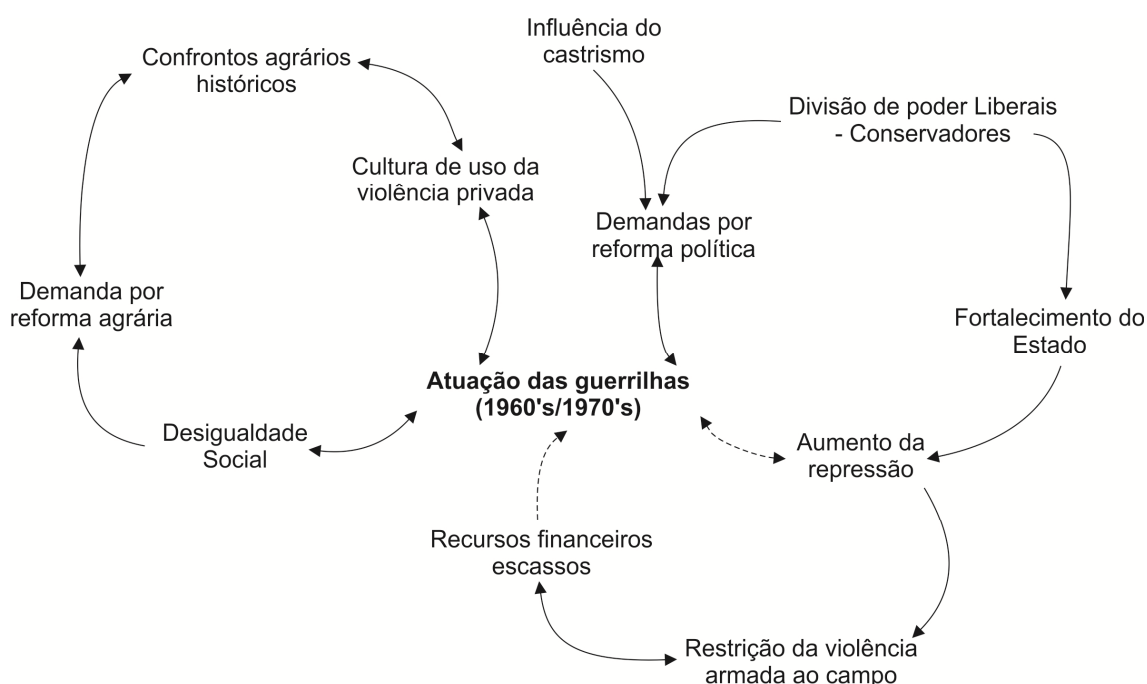 Influência do
castrismo
Confrontos agrários
históricos
Divisão de poder Liberais
- Conservadores
Cultura de uso da
violência privada
Demandas por
reforma política
Demanda por
reforma agrária
Fortalecimento do
Estado
Atuação das guerrilhas
(1960's/1970's)
Desigualdade
Social
Aumento da
repressão
Recursos financeiros
escassos
Restrição da violência
armada ao campo